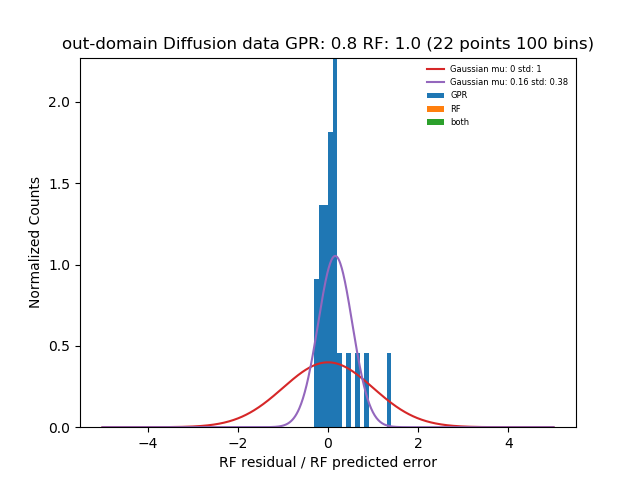 out-domain Diffusion data GPR: 0.8 RF: 1.0 (22 points 100 bins)
Gaussian mu: 0 std: 1
Gaussian mu: 0.16 std: 0.38
GPR
RF
both
Normalized Counts
2.0
1.5
1.0
0.5
0.0
−4 −2 0 2 4
RF residual / RF predicted error